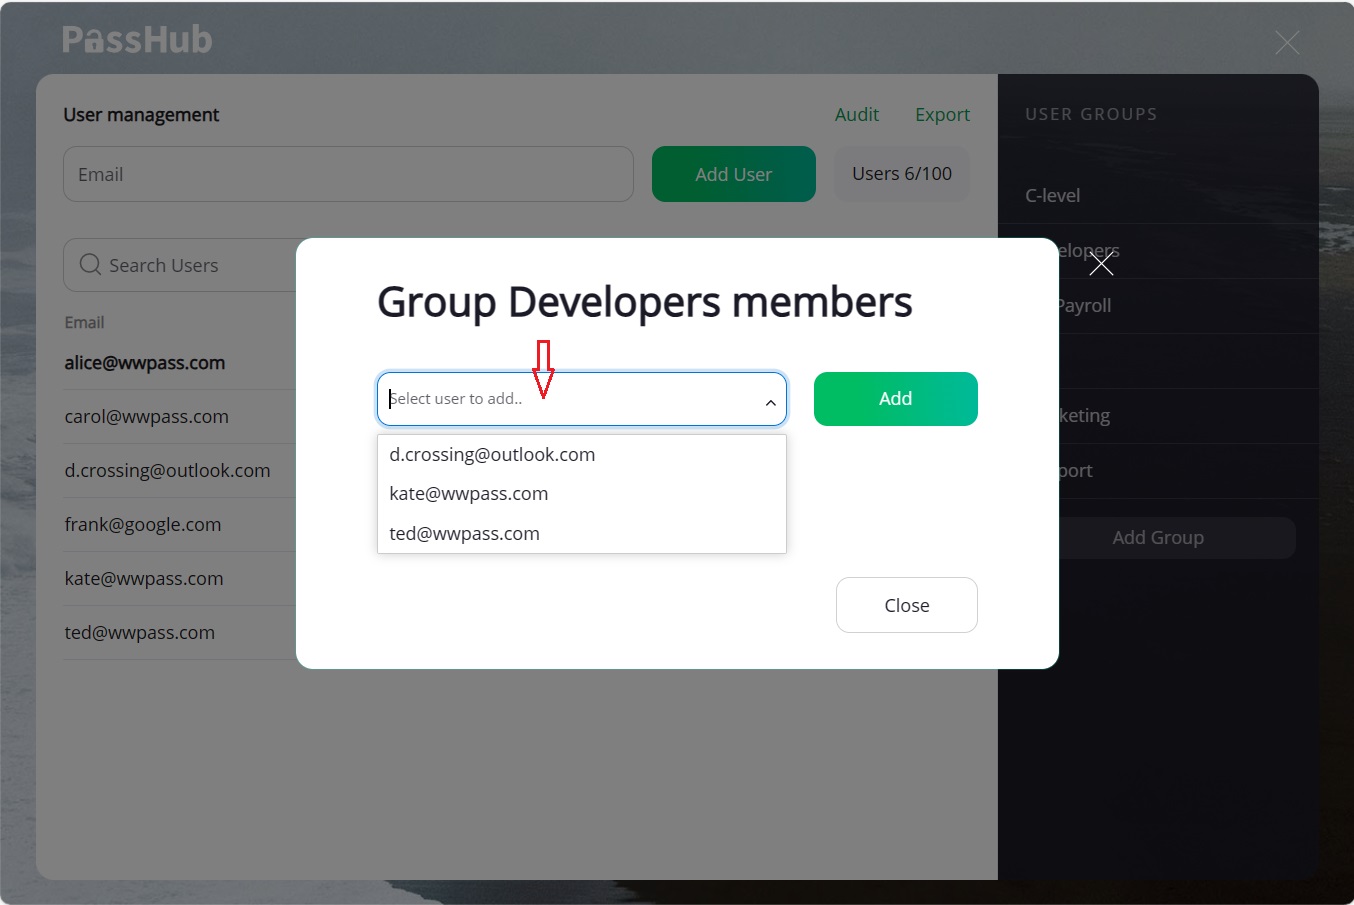 PassHub
User management
Audit
Export
Email
Add User
Users 6/100
Search Users
Email
alice@wwpass.com
carol@wwpass.com
d.crossing@outlook.com
frank@google.com
kate@wwpass.com
ted@wwpass.com
Group Developers members
Select user to add..
Add
d.crossing@outlook.com
kate@wwpass.com
ted@wwpass.com
Close
USER GROUPS
C-level
elopers
Payroll
keting
port
Add Group